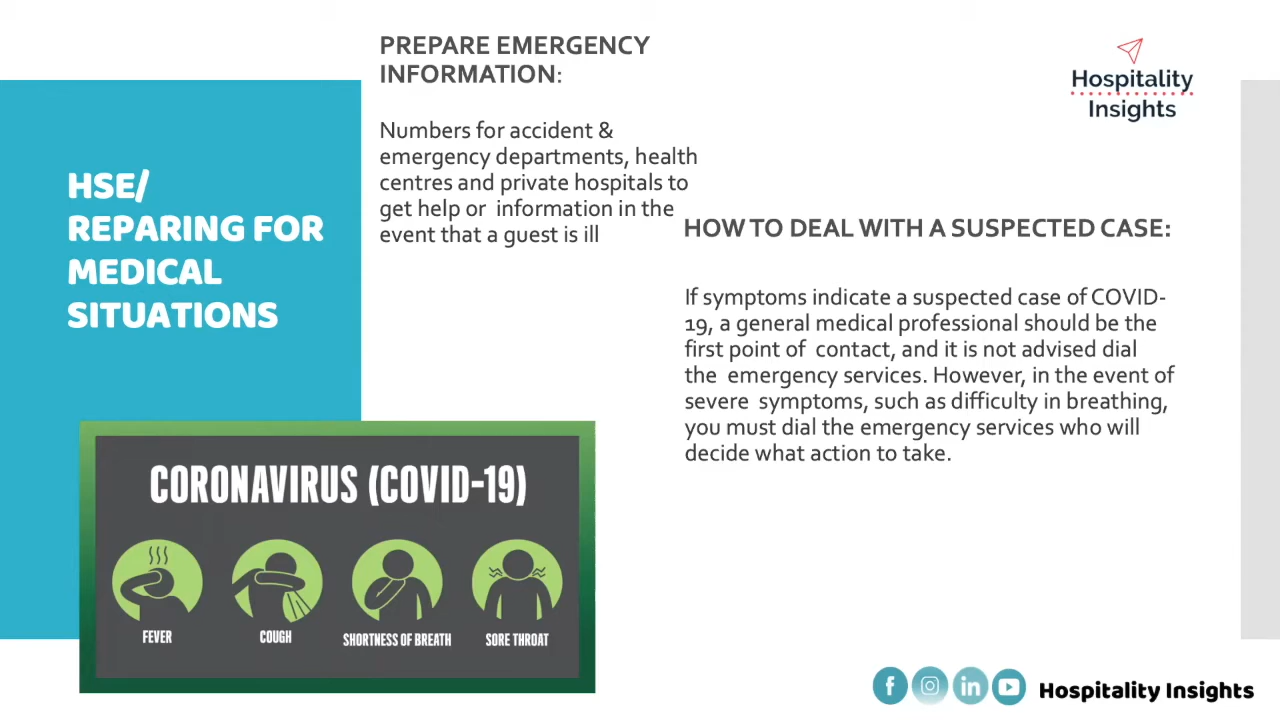 HSE/
REPARING FOR
MEDICAL
SITUATIONS
PREPARE EMERGENCY
INFORMATION:
Numbers for accident &
emergency departments, health
centres and private hospitals to
get help or information in the
event that a guest is ill
Hospitality
Insights
HOW TO DEAL WITH A SUSPECTED CASE:
If symptoms indicate a suspected case of COVID-
19, a general medical professional should be the
first point of contact, and it is not advised dial
the emergency services. However, in the event of
severe symptoms, such as difficulty in breathing,
you must dial the emergency services who will
decide what action to take.
CORONAVIRUS (COVID-19)
FEVER
COUGH
SHORTNESS OF BREATH
SORE THROAT
Hospitality Insights